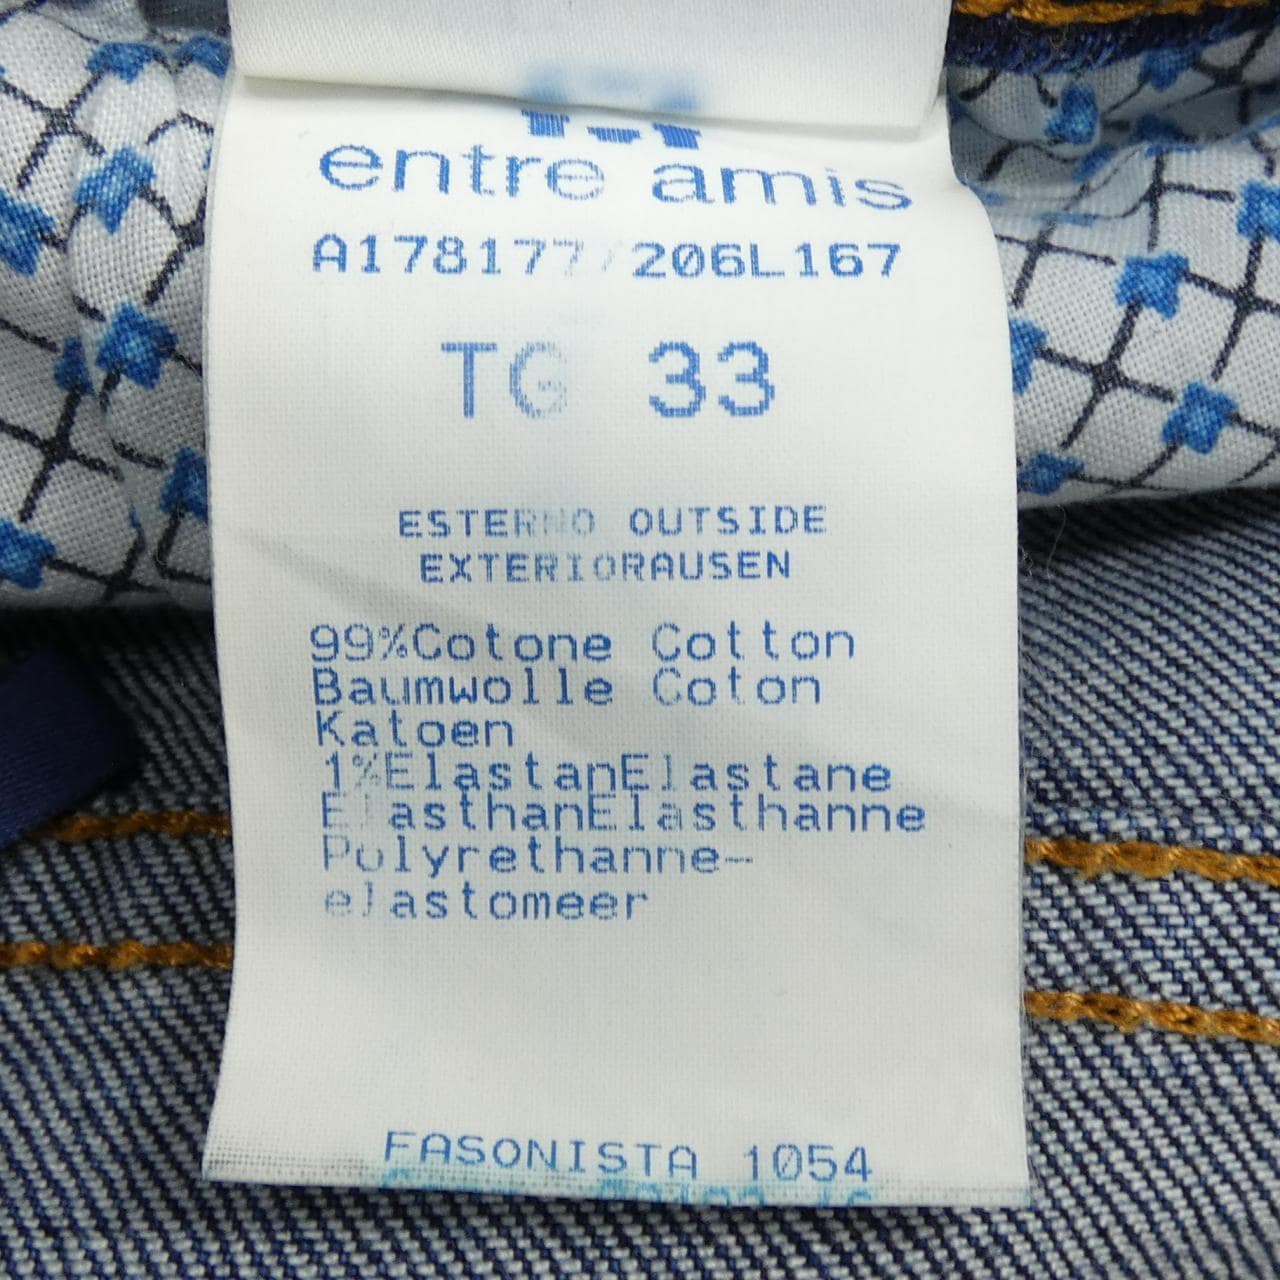 entre amis
A178177/206L167
TG 33
ESTERNO OUTSIDE
EXTERIORAUSEN
99%Cotone Cotton
Baumwolle Coton
Katoen
1%ElastanElastane
ElasthanElasthanne
Polyrethanne-
elastomeer
FASONISTA 1054